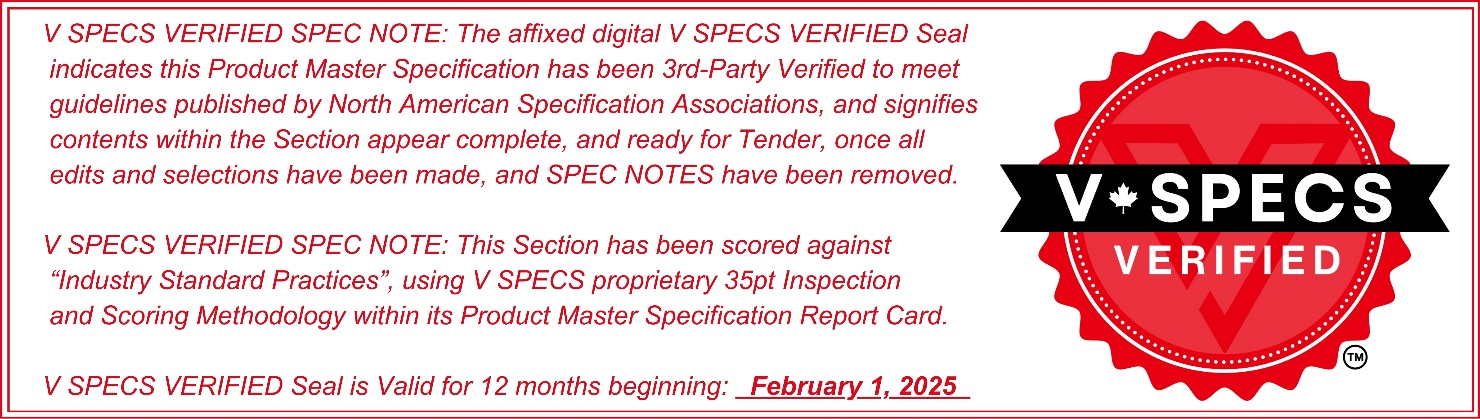 V SPECS VERIFIED SPEC NOTE: The affixed digital V SPECS VERIFIED Seal
indicates this Product Master Specification has been 3rd-Party Verified to meet
guidelines published by North American Specification Associations, and signifies
contents within the Section appear complete, and ready for Tender, once all
edits and selections have been made, and SPEC NOTES have been removed.
V SPECS VERIFIED SPEC NOTE: This Section has been scored against
“Industry Standard Practices”, using V SPECS proprietary 35pt Inspection
and Scoring Methodology within its Product Master Specification Report Card.
V SPECS VERIFIED Seal is Valid for 12 months beginning: February 1, 2025
V SPECS
VERIFIED
TM